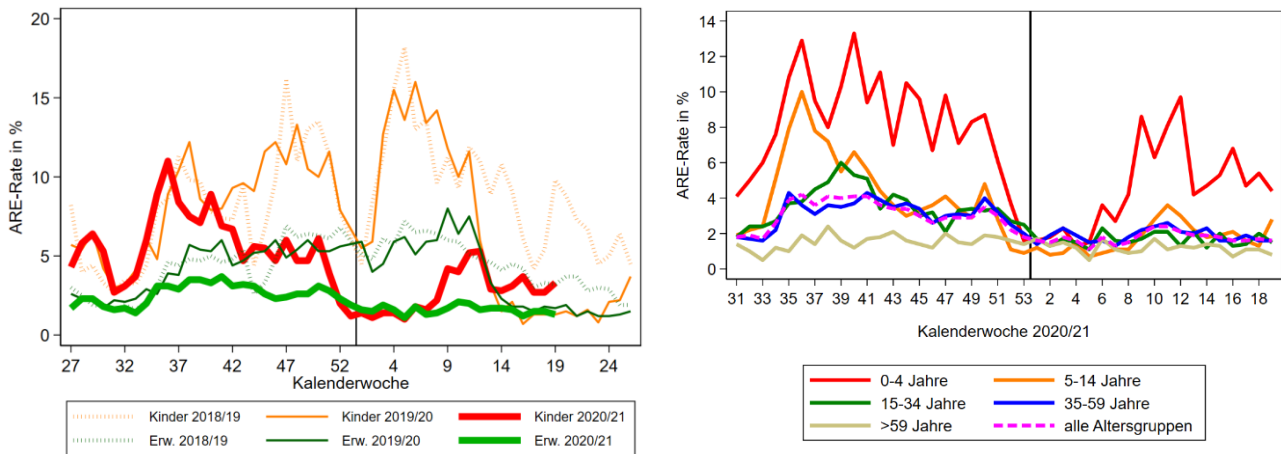 20
15
10
5
0
ARE-Rate in %
27 32 37 42 47 52 4 9 14 19 24
Kalenderwoche
Kinder 2018/19 Kinder 2019/20 Kinder 2020/21
Erw. 2018/19 Erw. 2019/20 Erw. 2020/21
14
12
10
8
6
4
2
0
ARE-Rate in %
31 33 35 37 39 41 43 45 47 49 51 53 2 4 6 8 10 12 14 16 18
Kalenderwoche 2020/21
0-4 Jahre 5-14 Jahre
15-34 Jahre 35-59 Jahre
>59 Jahre alle Altersgruppen